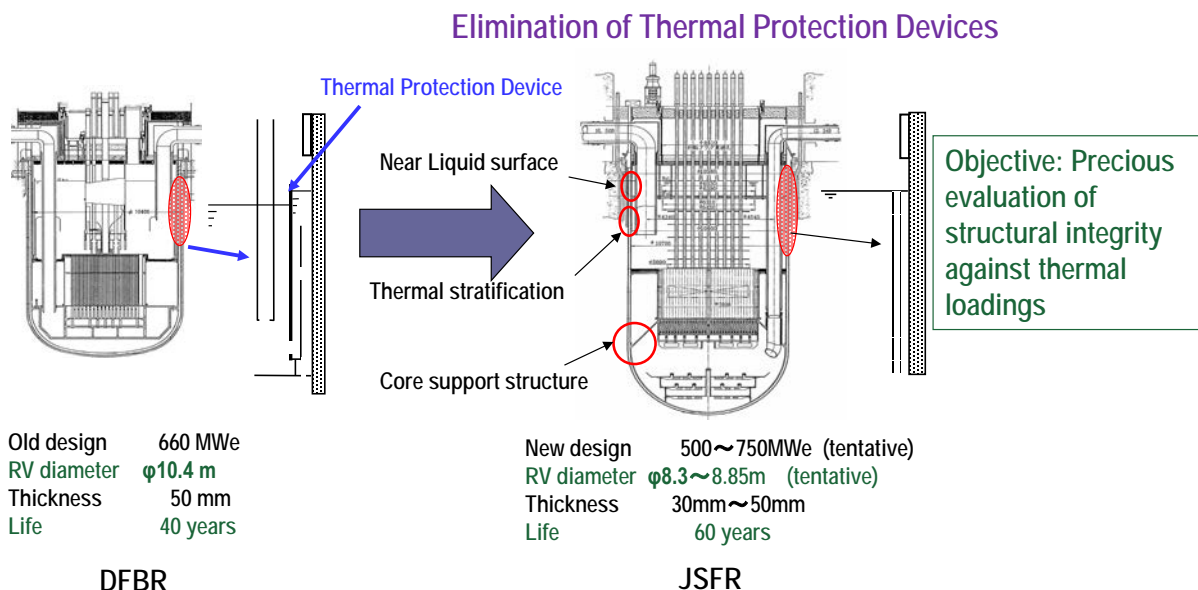 Elimination of Thermal Protection Devices
Thermal Protection Device
Near Liquid surface
Thermal stratification
Core support structure
Objective: Precious
evaluation of
structural integrity
against thermal
loadings
Old design 660 MWe
RV diameter φ10.4 m
Thickness 50 mm
Life 40 years
DFBR
New design 500～750MWe (tentative)
RV diameter φ8.3～8.85m (tentative)
Thickness 30mm～50mm
Life 60 years
JSFR